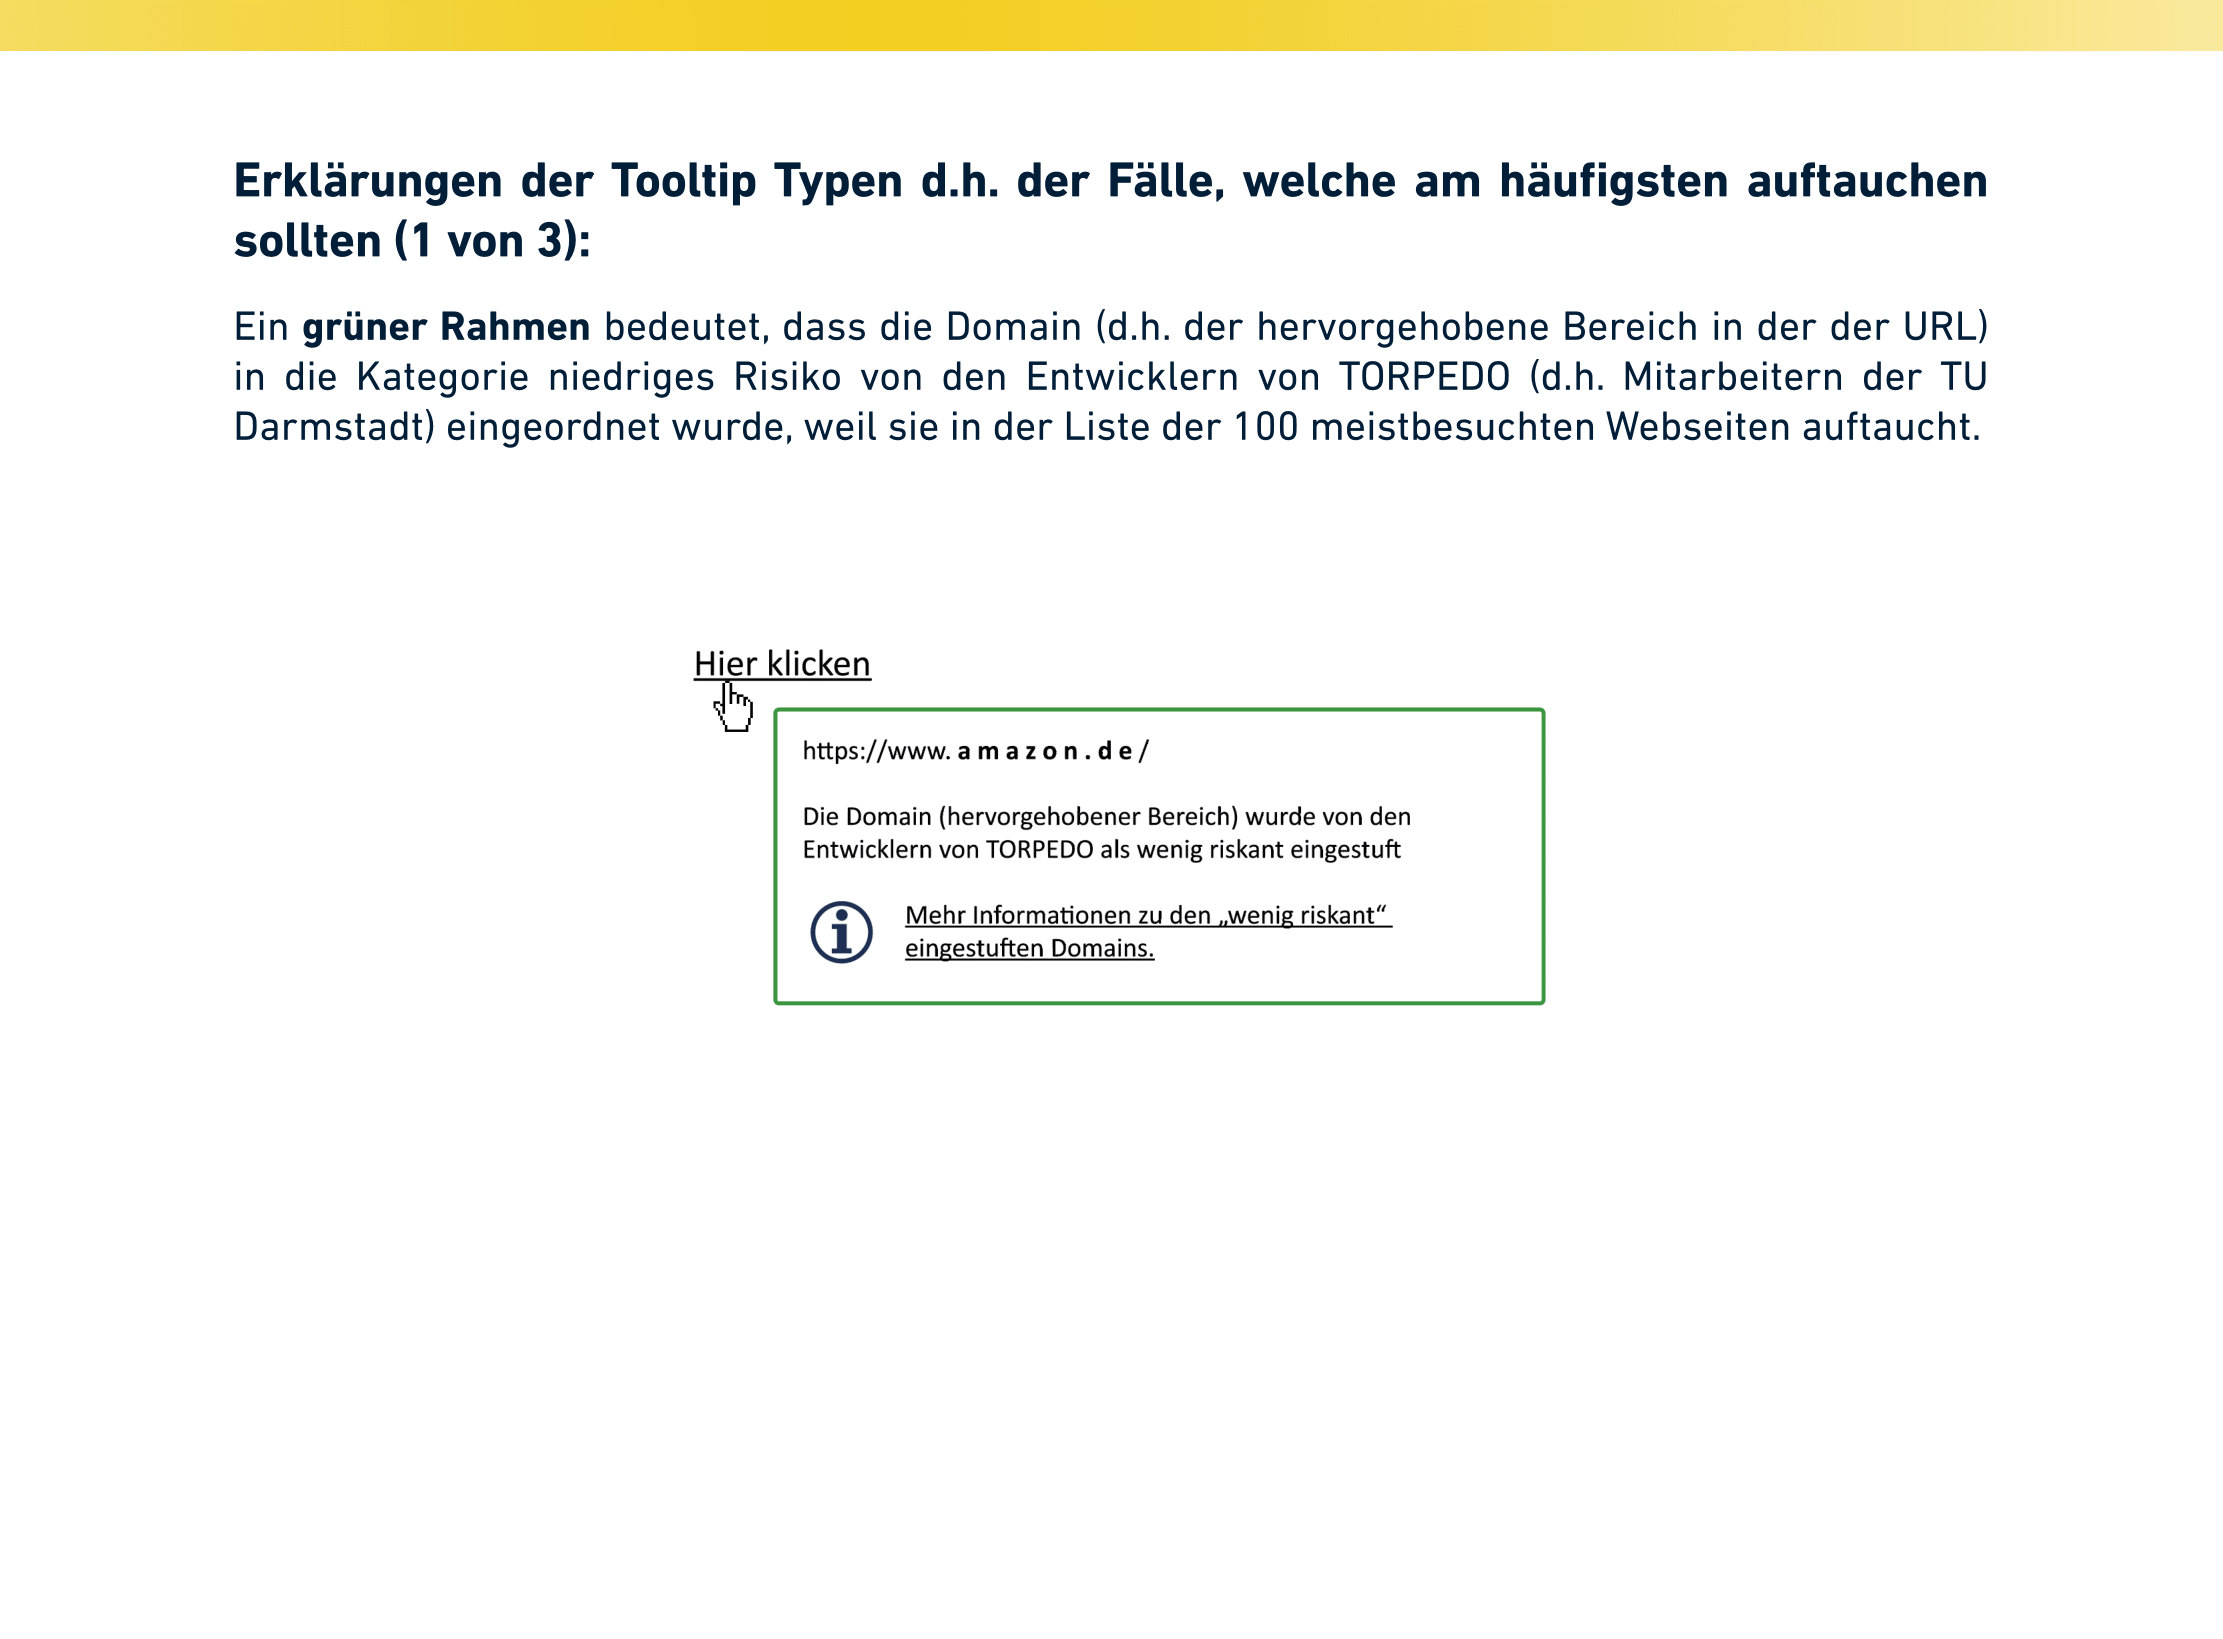 Erklärungen der Tooltip Typen d.h. der Fälle, welche am häufigsten auftauchen
sollten (1 von 3):
Ein grüner Rahmen bedeutet, dass die Domain (d.h. der hervorgehobene Bereich in der der URL)
in die Kategorie niedriges Risiko von den Entwicklern von TORPEDO (d.h. Mitarbeitern der TU
Darmstadt) eingeordnet wurde, weil sie in der Liste der 100 meistbesuchten Webseiten auftaucht.
Hier klicken
https://www. amazon.de/
Die Domain (hervorgehobener Bereich) wurde von den
Entwicklern von TORPEDO als wenig riskant eingestuft
Mehr Informationen zu den „wenig riskant“
eingestuften Domains.